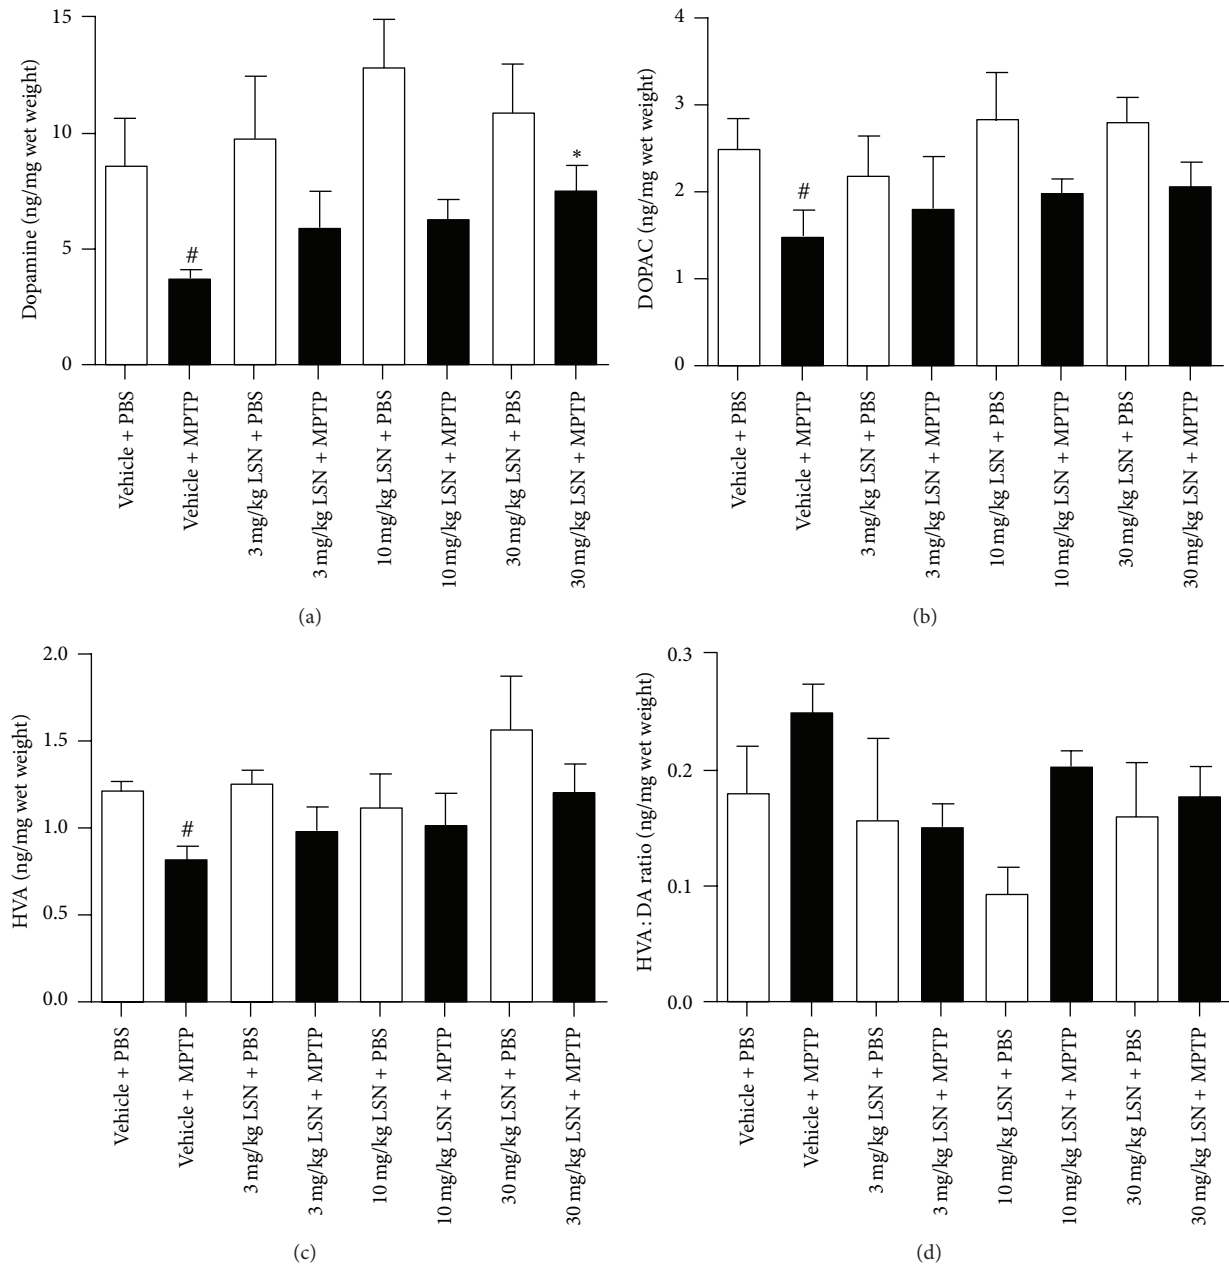 15
10
5
0
Dopamine (ng/mg wet weight)
#
*
Vehicle + PBS
Vehicle + MPTP
3 mg/kg LSN + PBS
3 mg/kg LSN + MPTP
10 mg/kg LSN + PBS
10 mg/kg LSN + MPTP
30 mg/kg LSN + PBS
30 mg/kg LSN + MPTP
(a)
4
3
2
1
0
DOPAC (ng/mg wet weight)
#
Vehicle + PBS
Vehicle + MPTP
3 mg/kg LSN + PBS
3 mg/kg LSN + MPTP
10 mg/kg LSN + PBS
10 mg/kg LSN + MPTP
30 mg/kg LSN + PBS
30 mg/kg LSN + MPTP
(b)
2.0
1.5
1.0
0.5
0.0
HVA (ng/mg wet weight)
#
Vehicle + PBS
Vehicle + MPTP
3 mg/kg LSN + PBS
3 mg/kg LSN + MPTP
10 mg/kg LSN + PBS
10 mg/kg LSN + MPTP
30 mg/kg LSN + PBS
30 mg/kg LSN + MPTP
(c)
0.3
0.2
0.1
0.0
HVA : DA ratio (ng/mg wet weight)
Vehicle + PBS
Vehicle + MPTP
3 mg/kg LSN + PBS
3 mg/kg LSN + MPTP
10 mg/kg LSN + PBS
10 mg/kg LSN + MPTP
30 mg/kg LSN + PBS
30 mg/kg LSN + MPTP
(d)